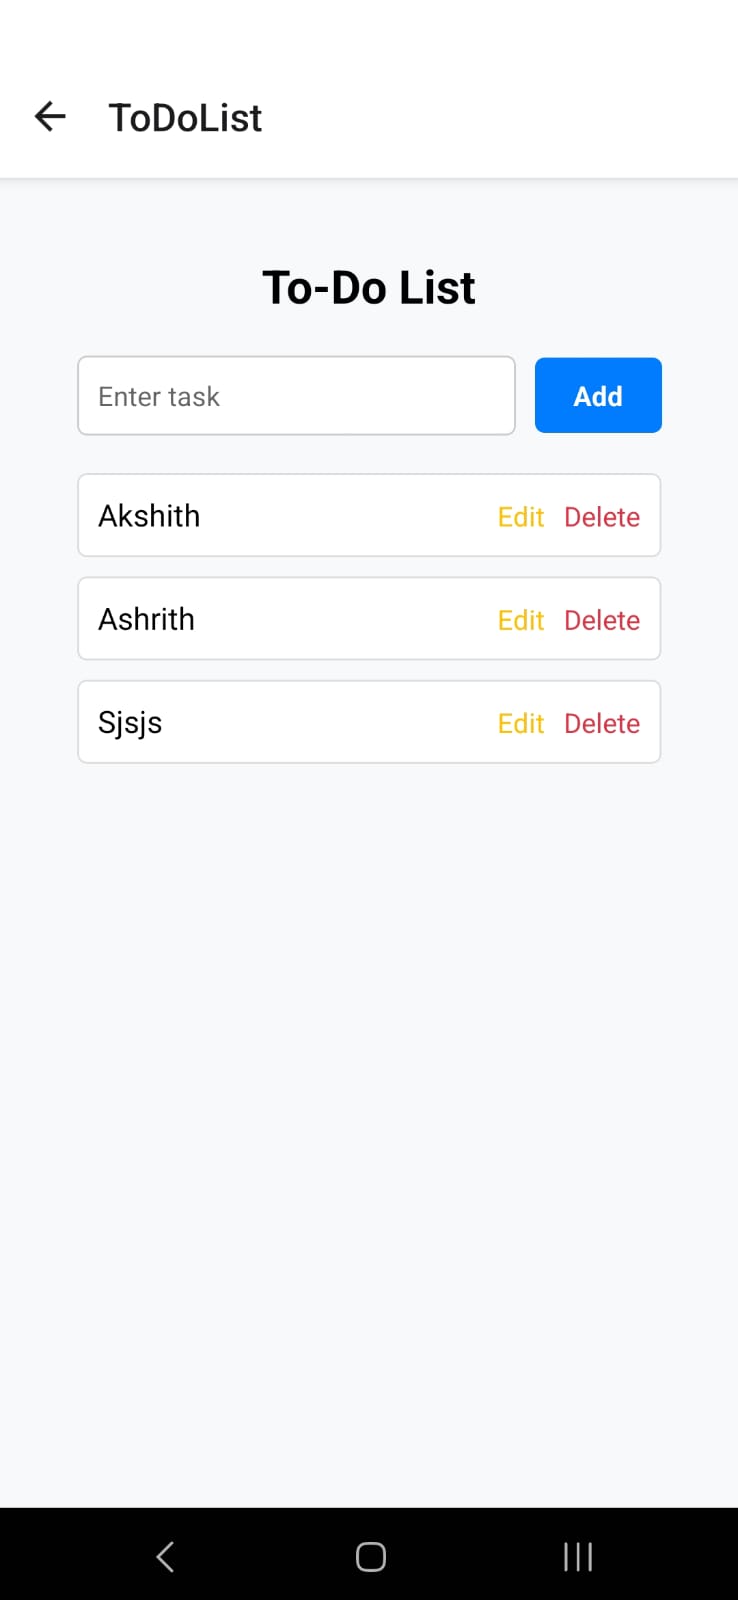 ToDoList
To-Do List
Enter task
Add
Akshith Edit Delete
Ashrith Edit Delete
Sjsjs Edit Delete